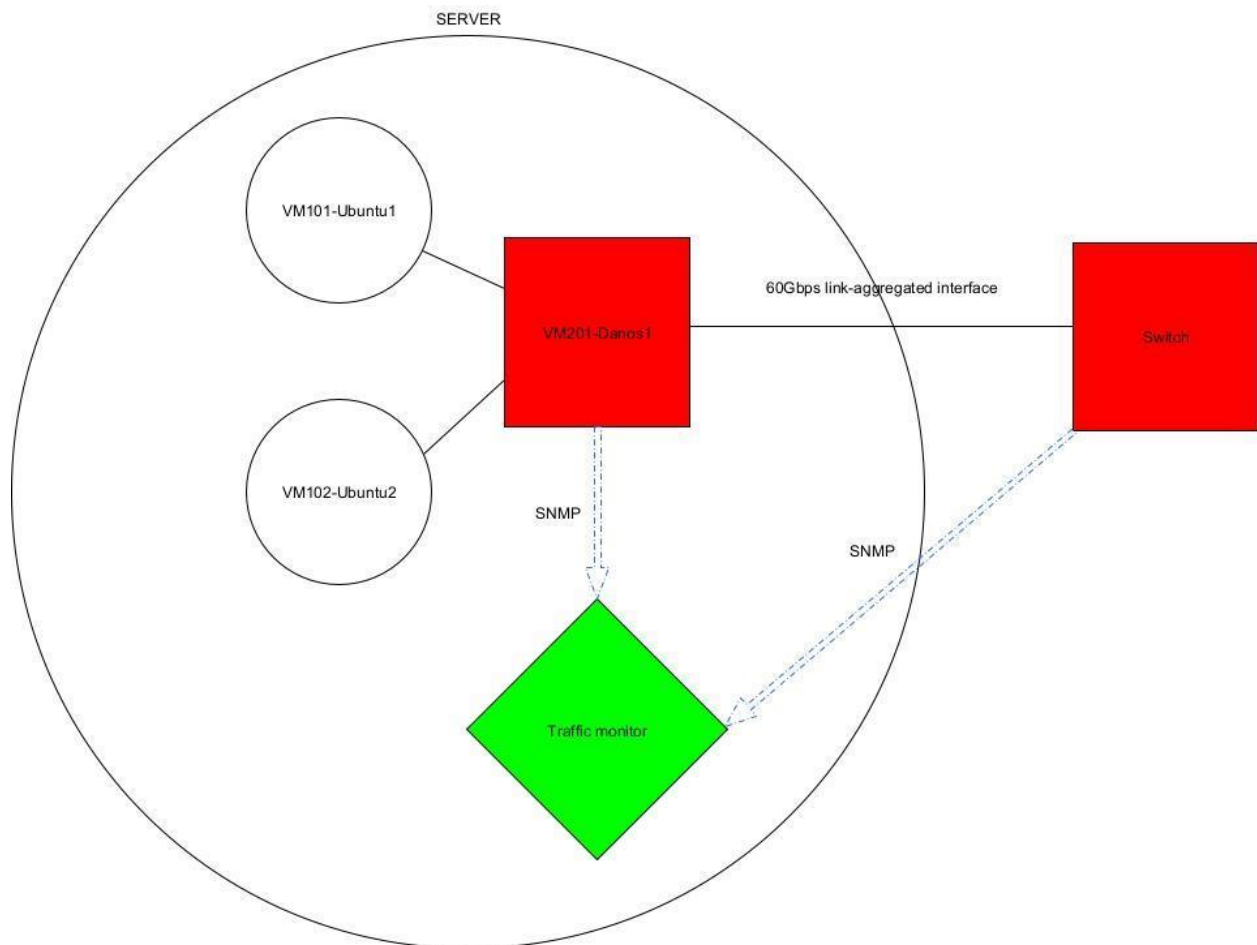 SERVER
VM101-Ubuntu1
60Gbps link-aggregated interface
VM201-Danos1
Switch
VM102-Ubuntu2
SNMP
SNMP
Traffic monitor